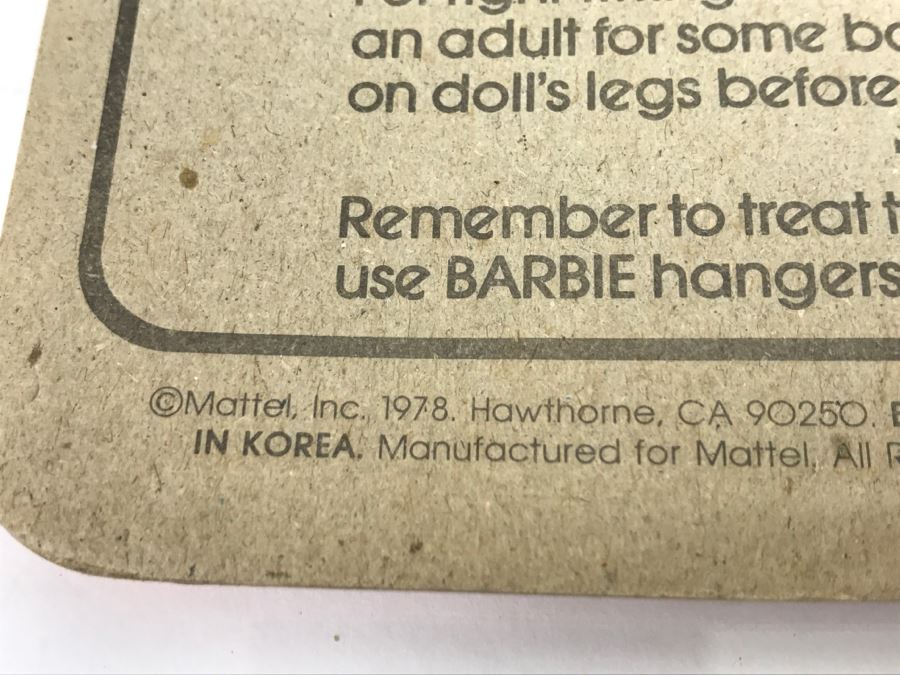 an adult for some
on doll's legs before
Remember to treat
use BARBIE hangers
©Mattel, Inc. 1978. Hawthorne, CA 90250.
IN KOREA. Manufactured for Mattel. All